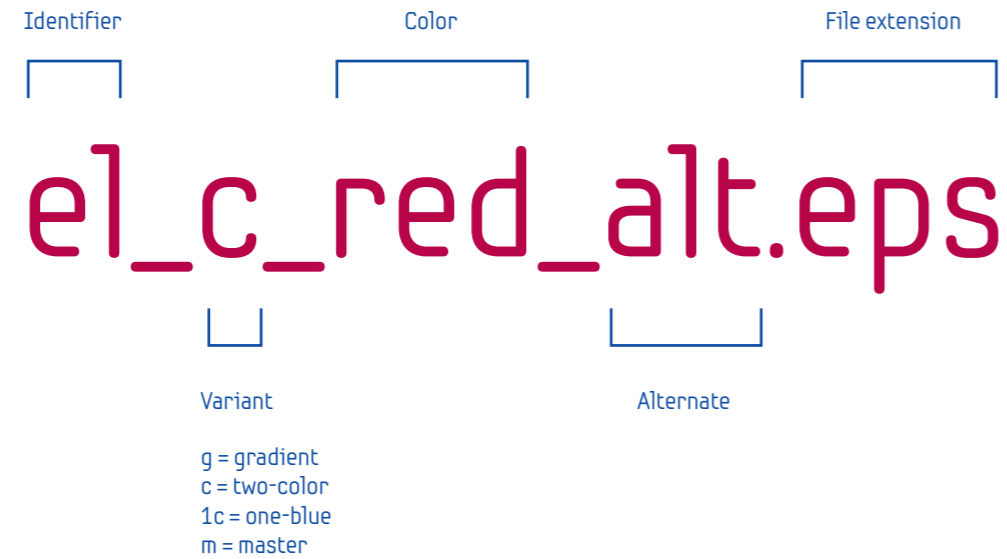 Identifier Color File extension
el_c_red_alt.eps
Variant Alternate
g = gradient
c = two-color
1c = one-blue
m = master